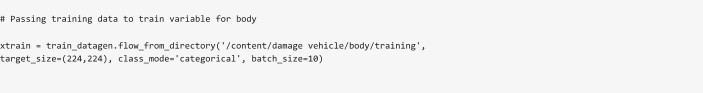 # Passing training data to train variable for body
xtrain = train_datagen.flow_from_directory('/content/damage vehicle/body/training',
target_size=(224,224), class_mode='categorical', batch_size=10)